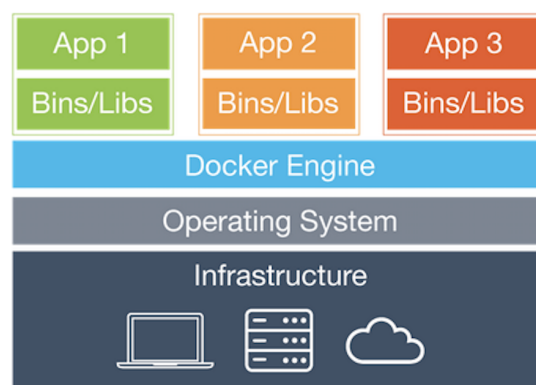 App 1
App 2
App 3
Bins/Libs
Bins/Libs
Bins/Libs
Docker Engine
Operating System
Infrastructure